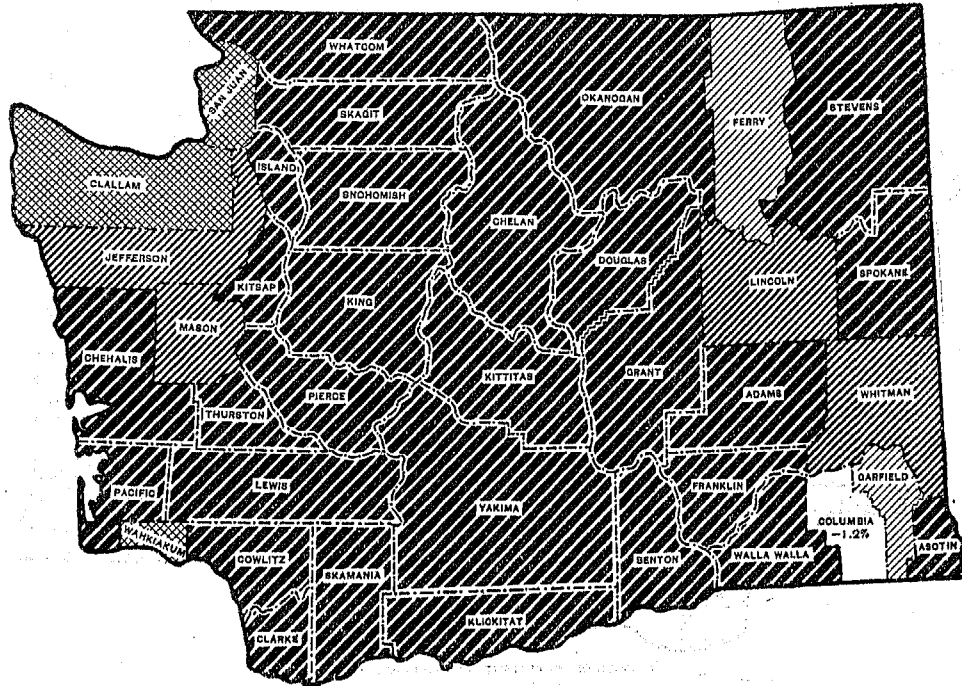 WHATCOM
SAN JUAN
SKAGIT
OKANOGAN
FERRY
STEVENS
ISLAND
SNOHOMISH
CLALLAM
CHELAN
JEFFERSON
KITSAP
KING
DOUGLAS
LINCOLN
SPOKANE
MASON
CHEHALIS
PIERCE
KITTITAS
GRANT
ADAMS
WHITMAN
THURSTON
PACIFIC
LEWIS
YAKIMA
FRANKLIN
GARFIELD
COLUMBIA
-1.2%
WAHKIAKUM
COWLITZ
SKAMANIA
BENTON
WALLA WALLA
ASOTIN
CLARKE
KLICKITAT